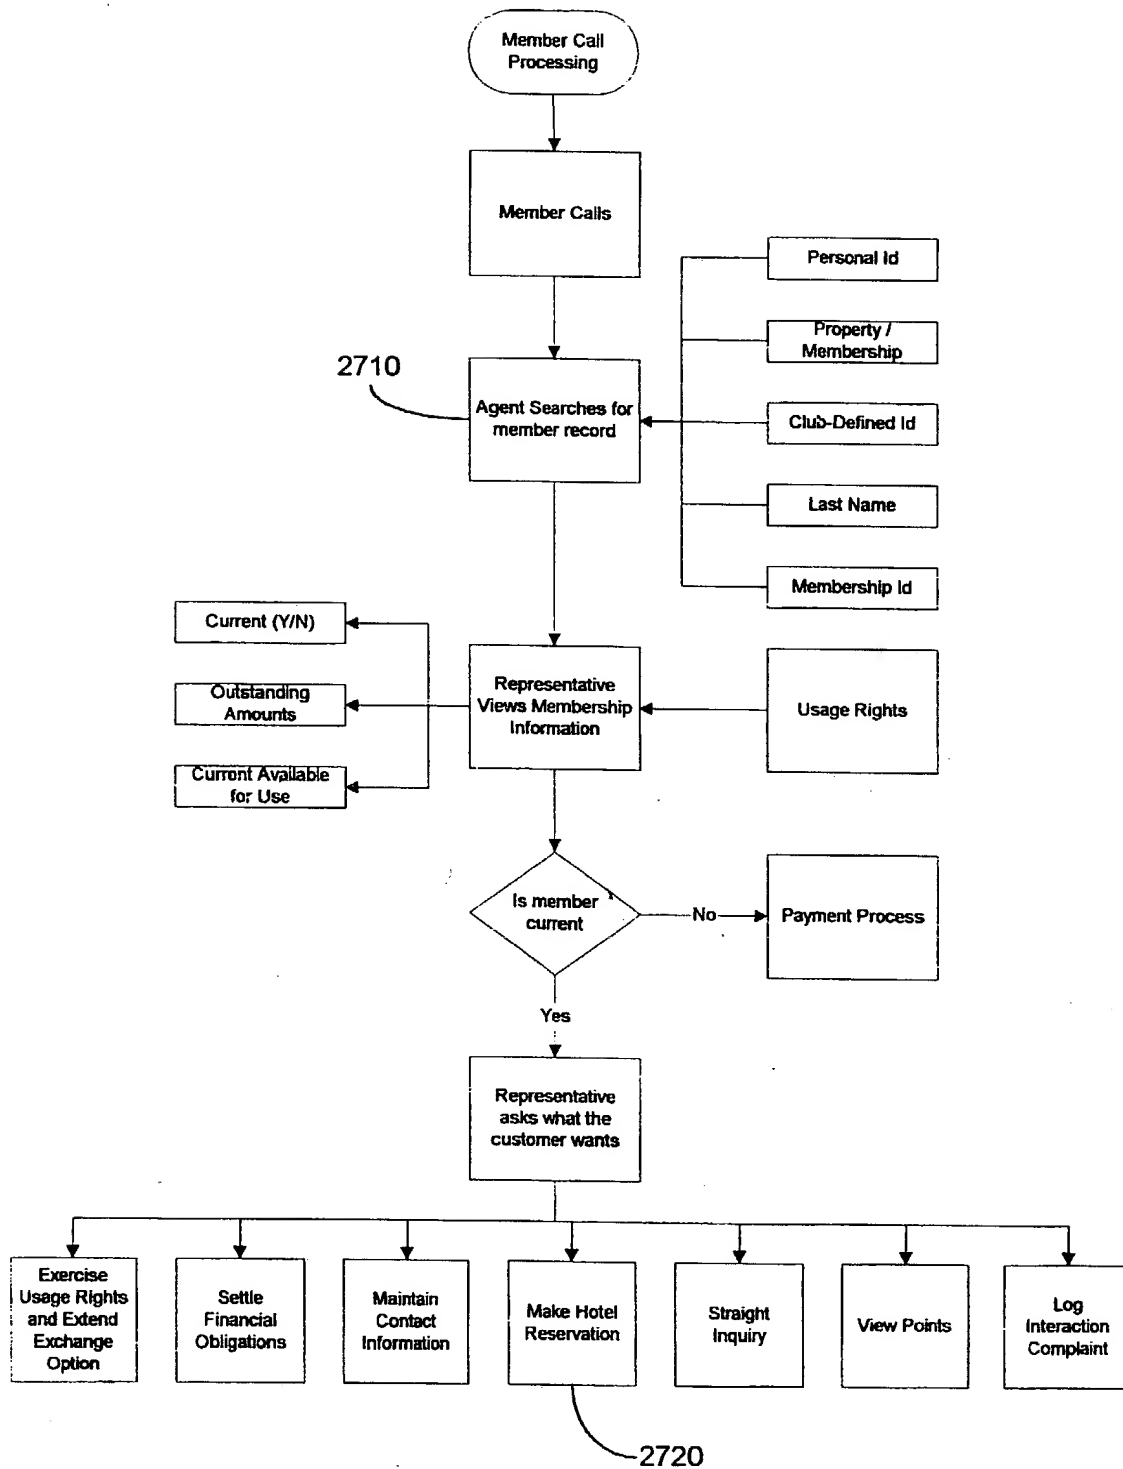 Member Call
Processing
Member Calls
Personal Id
Property /
Membership
2710
Agent Searches for
member record
Club-Defined Id
Last Name
Membership Id
Current (Y/N)
Outstanding
Amounts
Current Available
for Use
Representative
Views Membership
Information
Usage Rights
Is member
current
No
Payment Process
Yes
Representative
asks what the
customer wants
Exercise
Usage Rights
and Extend
Exchange
Option
Settle
Financial
Obligations
Maintain
Contact
Information
Make Hotel
Reservation
Straight
Inquiry
View Points
Log
Interaction
Complaint
2720